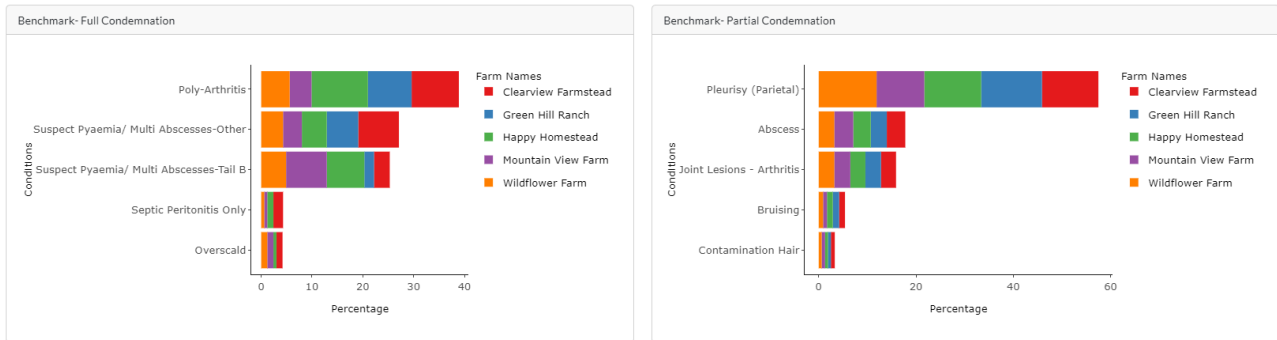 Benchmark- Full Condemnation
Farm Names
Clearview Farmstead
Green Hill Ranch
Happy Homestead
Mountain View Farm
Wildflower Farm
Conditions
Poly-Arthritis
Suspect Pyaemia/ Multi Abscesses-Other
Suspect Pyaemia/ Multi Abscesses-Tail B
Septic Peritonitis Only
Overscald
0 10 20 30 40
Percentage
Benchmark- Partial Condemnation
Farm Names
Clearview Farmstead
Green Hill Ranch
Happy Homestead
Mountain View Farm
Wildflower Farm
Conditions
Pleurisy (Parietal)
Abscess
Joint Lesions - Arthritis
Bruising
Contamination Hair
0 20 40 60
Percentage